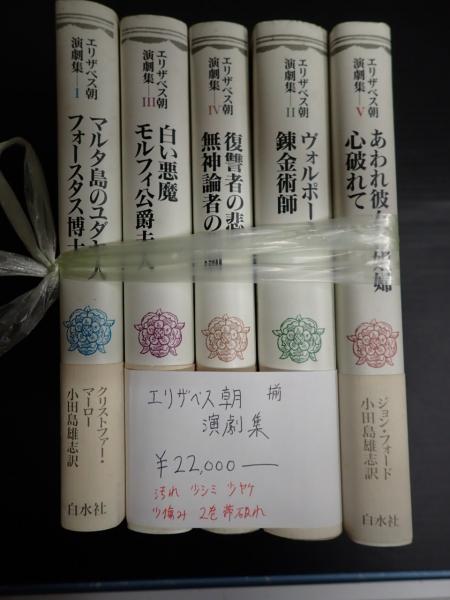 エリザベス朝
演劇集—I
マルタ島のユダヤ人
フォースタス博士
クリストファー・
マーロー
小田島雄志訳
白水社
エリザベス朝
演劇集—III
白い悪魔
モルフィ公爵夫人
エリザベス朝
演劇集—IV
復讐者の悲
無神論者の
エリザベス朝
演劇集—II
ヴォルポー
錬金術師
エリザベス朝
演劇集—V
あわれ彼女は娼婦
心破れて
ジョン・フォード
小田島雄志訳
白水社
エリザベス朝 揃
演劇集
¥22,000—
汚れ 少シミ 少ヤケ
少傷み 2巻帯破れ